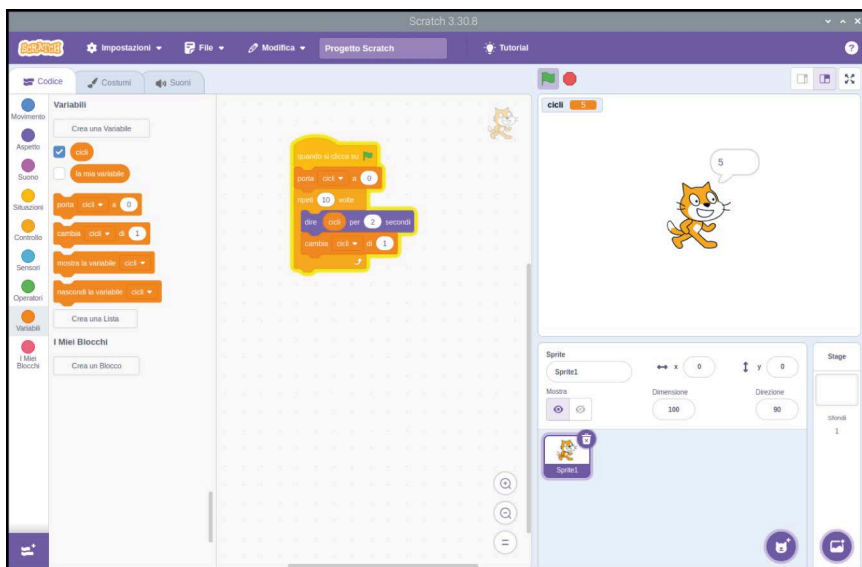 Scratch 3.30.8
SCRATCH
Impostazioni
File
Modifica
Progetto Scratch
Tutorial
?
Codice
Costumi
Suoni
Movimento
Aspetto
Suono
Situazioni
Controllo
Sensori
Operatori
Variabili
I Miei
Blocchi
Variabili
Crea una Variabile
cicli
la mia variabile
porta cicli a 0
cambia cicli di 1
mostra la variabile cicli
nascondi la variabile cicli
Crea una Lista
I Miei Blocchi
Crea un Blocco
quando si clicca su
porta cicli a 0
ripeti 10 volte
dire cicli per 2 secondi
cambia cicli di 1
cicli 5
5
Sprite
Sprite1
x 0
y 0
Mostra
Dimensione
100
Direzione
90
Sprite1
Stage
Sfondi
1